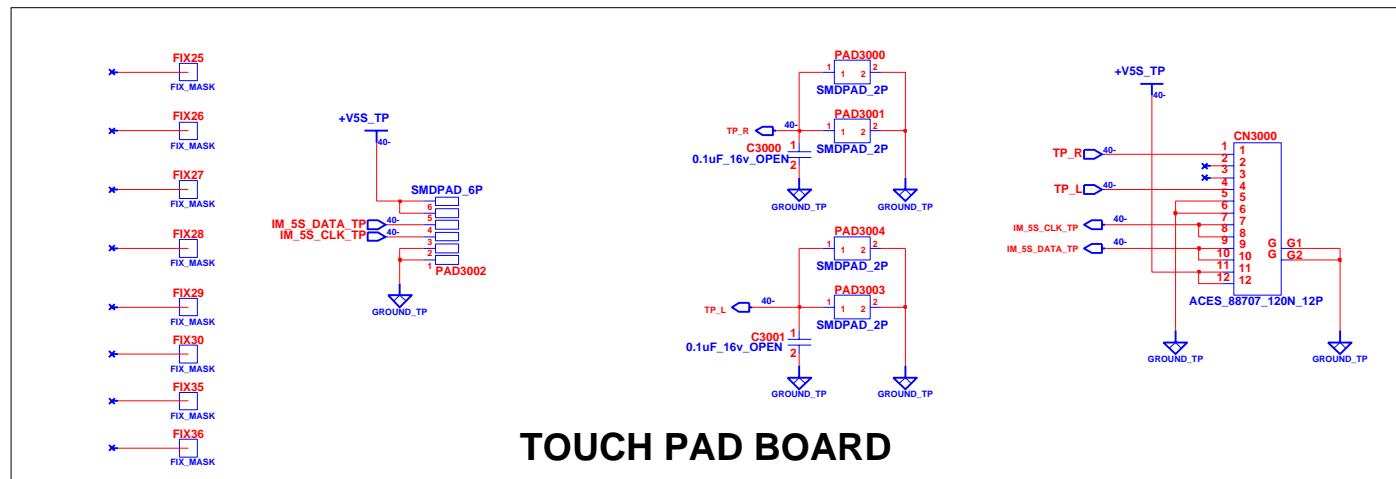 FIX25
FIX_MASK
FIX26
FIX_MASK
FIX27
FIX_MASK
FIX28
FIX_MASK
FIX29
FIX_MASK
FIX30
FIX_MASK
FIX35
FIX_MASK
FIX36
FIX_MASK
+V5S_TP
40-
SMDPAD_6P
6
IM_5S_DATA_TP 40- 5
IM_5S_CLK_TP 40- 4
3
2
1 PAD3002
GROUND_TP
PAD3000
1 1 2 2
SMDPAD_2P
PAD3001
TP_R 40- 1 1 2 2
SMDPAD_2P
C3000 1
0.1uF_16v_OPEN
2
GROUND_TP GROUND_TP
PAD3004
1 1 2 2
SMDPAD_2P
PAD3003
TP_L 40- 1 1 2 2
SMDPAD_2P
C3001 1
0.1uF_16v_OPEN
2
GROUND_TP GROUND_TP
+V5S_TP
40-
CN3000
TP_R 40- 1 1
2 2
3 3
TP_L 40- 4 4
5 5
6 6
IM_5S_CLK_TP 40- 7 7
8 8
IM_5S_DATA_TP 40- 9 9 G G1
10 10 G G2
11 11
12 12
ACES_88707_120N_12P
GROUND_TP GROUND_TP
TOUCH PAD BOARD